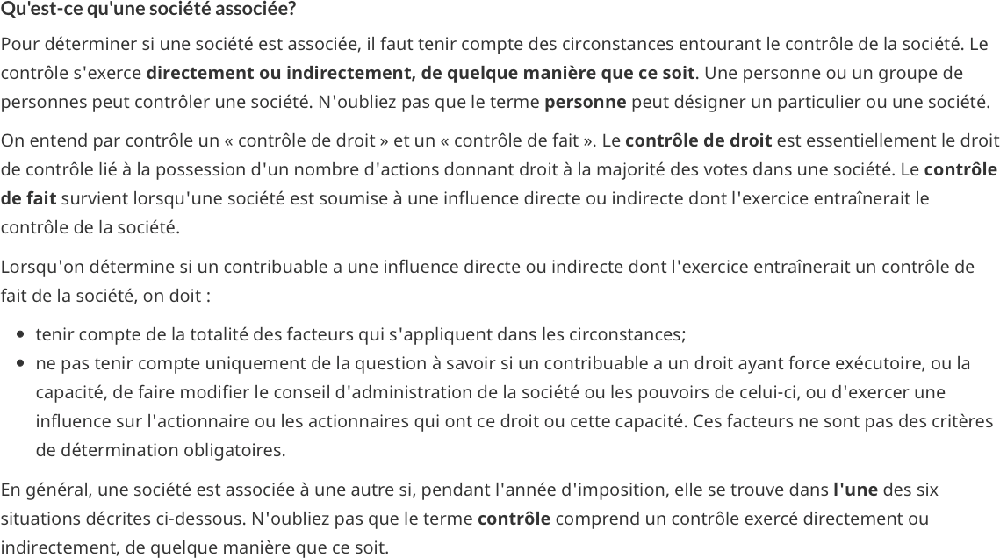 Qu'est-ce qu'une société associée?
Pour déterminer si une société est associée, il faut tenir compte des circonstances entourant le contrôle de la société. Le
contrôle s'exerce directement ou indirectement, de quelque manière que ce soit. Une personne ou un groupe de
personnes peut contrôler une société. N'oubliez pas que le terme personne peut désigner un particulier ou une société.
On entend par contrôle un « contrôle de droit » et un « contrôle de fait ». Le contrôle de droit est essentiellement le droit
de contrôle lié à la possession d'un nombre d'actions donnant droit à la majorité des votes dans une société. Le contrôle
de fait survient lorsqu'une société est soumise à une influence directe ou indirecte dont l'exercice entraînerait le
contrôle de la société.
Lorsqu'on détermine si un contribuable a une influence directe ou indirecte dont l'exercice entraînerait un contrôle de
fait de la société, on doit :
• tenir compte de la totalité des facteurs qui s'appliquent dans les circonstances;
• ne pas tenir compte uniquement de la question à savoir si un contribuable a un droit ayant force exécutoire, ou la
capacité, de faire modifier le conseil d'administration de la société ou les pouvoirs de celui-ci, ou d'exercer une
influence sur l'actionnaire ou les actionnaires qui ont ce droit ou cette capacité. Ces facteurs ne sont pas des critères
de détermination obligatoires.
En général, une société est associée à une autre si, pendant l'année d'imposition, elle se trouve dans l'une des six
situations décrites ci-dessous. N'oubliez pas que le terme contrôle comprend un contrôle exercé directement ou
indirectement, de quelque manière que ce soit.